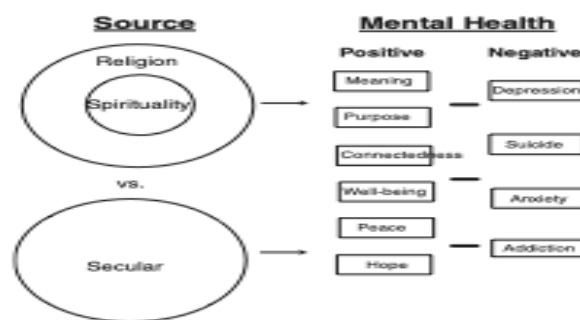 Source
Mental Health
Positive
Negative
Religion
Spirituality
vs.
Secular
Meaning
Purpose
Connectedness
Well-being
Peace
Hope
Depression
Suicide
Anxiety
Addiction